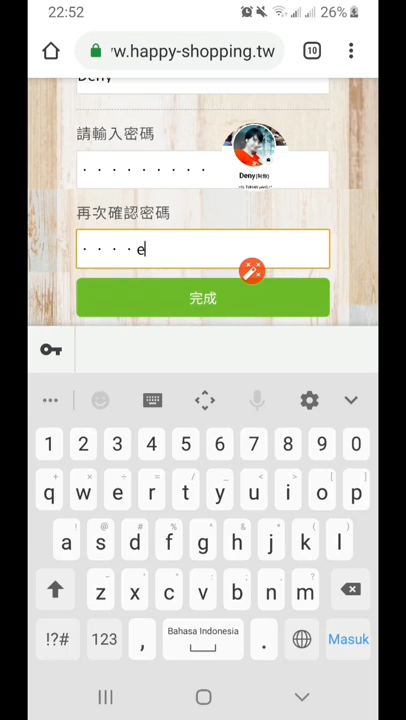 22:52
26%
w.happy-shopping.tw
10
Deny
請輸入密碼
Deny
再次確認密碼
e
完成
1 2 3 4 5 6 7 8 9 0
q w e r t y u i o p
a s d f g h j k l
z x c v b n m
!?# 123 , Bahasa Indonesia . Masuk